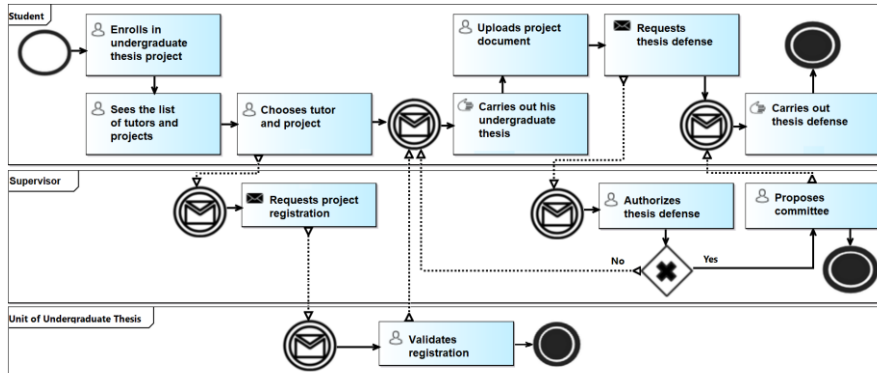 Student
Enrolls in
undergraduate
thesis project
Sees the list
of tutors and
projects
Chooses tutor
and project
Uploads project
document
Carries out his
undergraduate
thesis
Requests
thesis defense
Carries out
thesis defense
Supervisor
Requests project
registration
Authorizes
thesis defense
No
Yes
Proposes
committee
Unit of Undergraduate Thesis
Validates
registration